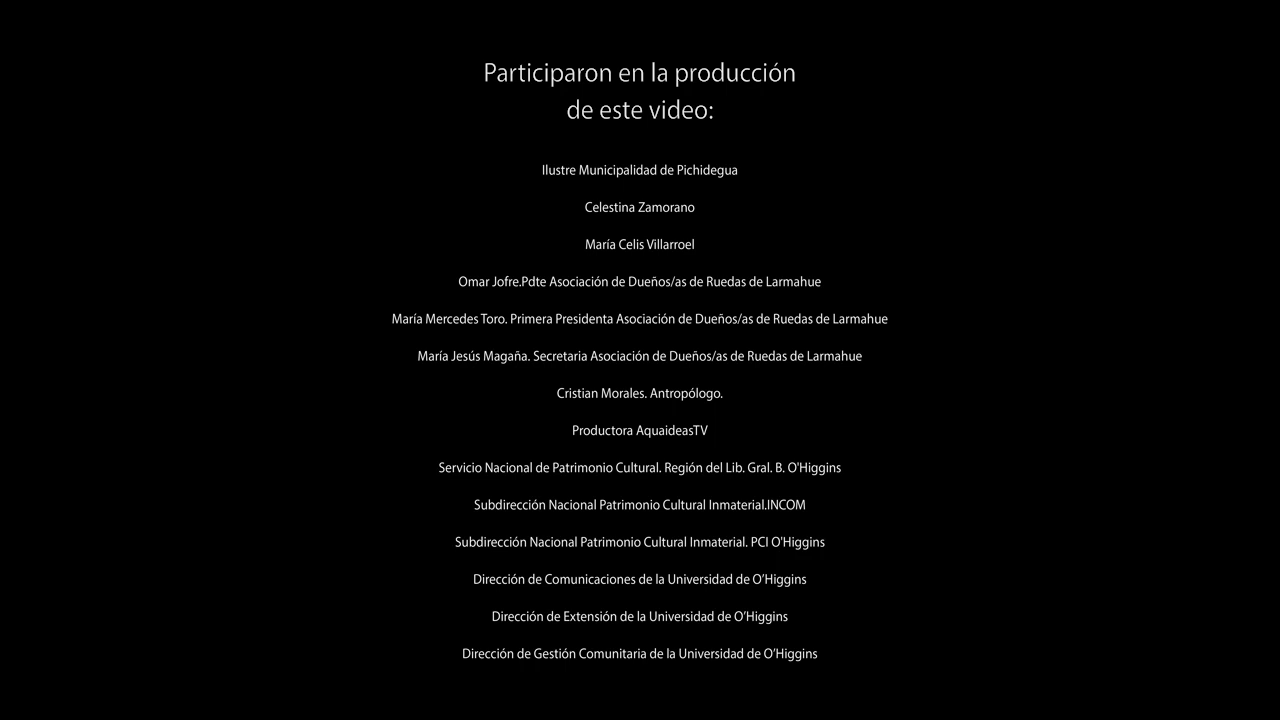 Participaron en la producción
de este video:
Ilustre Municipalidad de Pichidegua
Celestina Zamorano
María Celis Villarroel
Omar Jofre.Pdte Asociación de Dueños/as de Ruedas de Larmahue
María Mercedes Toro. Primera Presidenta Asociación de Dueños/as de Ruedas de Larmahue
María Jesús Magaña. Secretaria Asociación de Dueños/as de Ruedas de Larmahue
Cristian Morales. Antropólogo.
Productora AquaideasTV
Servicio Nacional de Patrimonio Cultural. Región del Lib. Gral. B. O'Higgins
Subdirección Nacional Patrimonio Cultural Inmaterial.INCOM
Subdirección Nacional Patrimonio Cultural Inmaterial. PCI O'Higgins
Dirección de Comunicaciones de la Universidad de O’Higgins
Dirección de Extensión de la Universidad de O’Higgins
Dirección de Gestión Comunitaria de la Universidad de O’Higgins